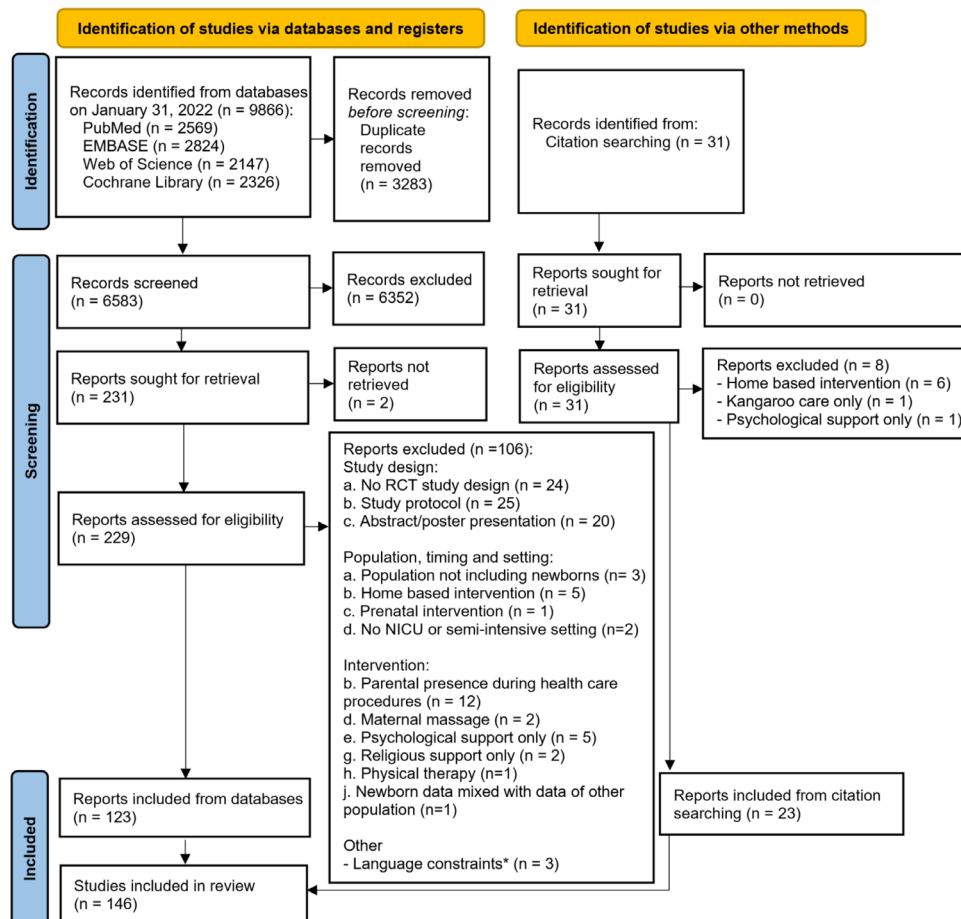 Identification of studies via databases and registers
Identification of studies via other methods
Identification
Records identified from databases
on January 31, 2022 (n = 9866):
PubMed (n = 2569)
EMBASE (n = 2824)
Web of Science (n = 2147)
Cochrane Library (n = 2326)
Records removed
before screening:
Duplicate
records
removed
(n = 3283)
Records identified from:
Citation searching (n = 31)
Screening
Records screened
(n = 6583)
Records excluded
(n = 6352)
Reports sought for
retrieval
(n = 31)
Reports not retrieved
(n = 0)
Reports sought for retrieval
(n = 231)
Reports not
retrieved
(n = 2)
Reports assessed
for eligibility
(n = 31)
Reports excluded (n = 8)
- Home based intervention (n = 6)
- Kangaroo care only (n = 1)
- Psychological support only (n = 1)
Reports assessed for eligibility
(n = 229)
Reports excluded (n =106):
Study design:
a. No RCT study design (n = 24)
b. Study protocol (n = 25)
c. Abstract/poster presentation (n = 20)
Population, timing and setting:
a. Population not including newborns (n= 3)
b. Home based intervention (n = 5)
c. Prenatal intervention (n = 1)
d. No NICU or semi-intensive setting (n=2)
Intervention:
b. Parental presence during health care
procedures (n = 12)
d. Maternal massage (n = 2)
e. Psychological support only (n = 5)
g. Religious support only (n = 2)
h. Physical therapy (n=1)
j. Newborn data mixed with data of other
population (n=1)
Other
- Language constraints* (n = 3)
Included
Reports included from databases
(n = 123)
Reports included from citation
searching (n = 23)
Studies included in review
(n = 146)